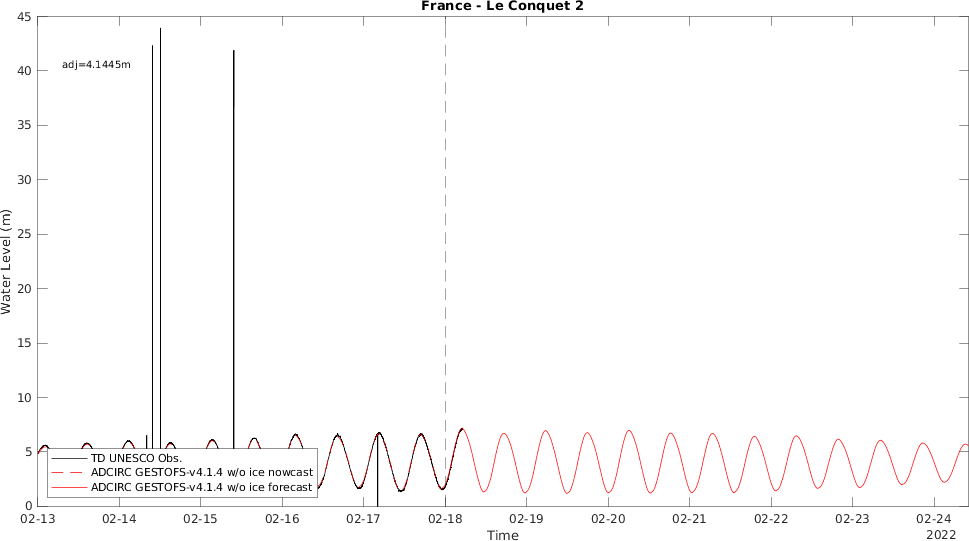 France - Le Conquet 2
45
40
35
30
25
20
15
10
5
0
adj=4.1445m
Water Level (m)
TD UNESCO Obs.
ADCIRC GESTOFS-v4.1.4 w/o ice nowcast
ADCIRC GESTOFS-v4.1.4 w/o ice forecast
02-13 02-14 02-15 02-16 02-17 02-18 02-19 02-20 02-21 02-22 02-23 02-24
Time
2022